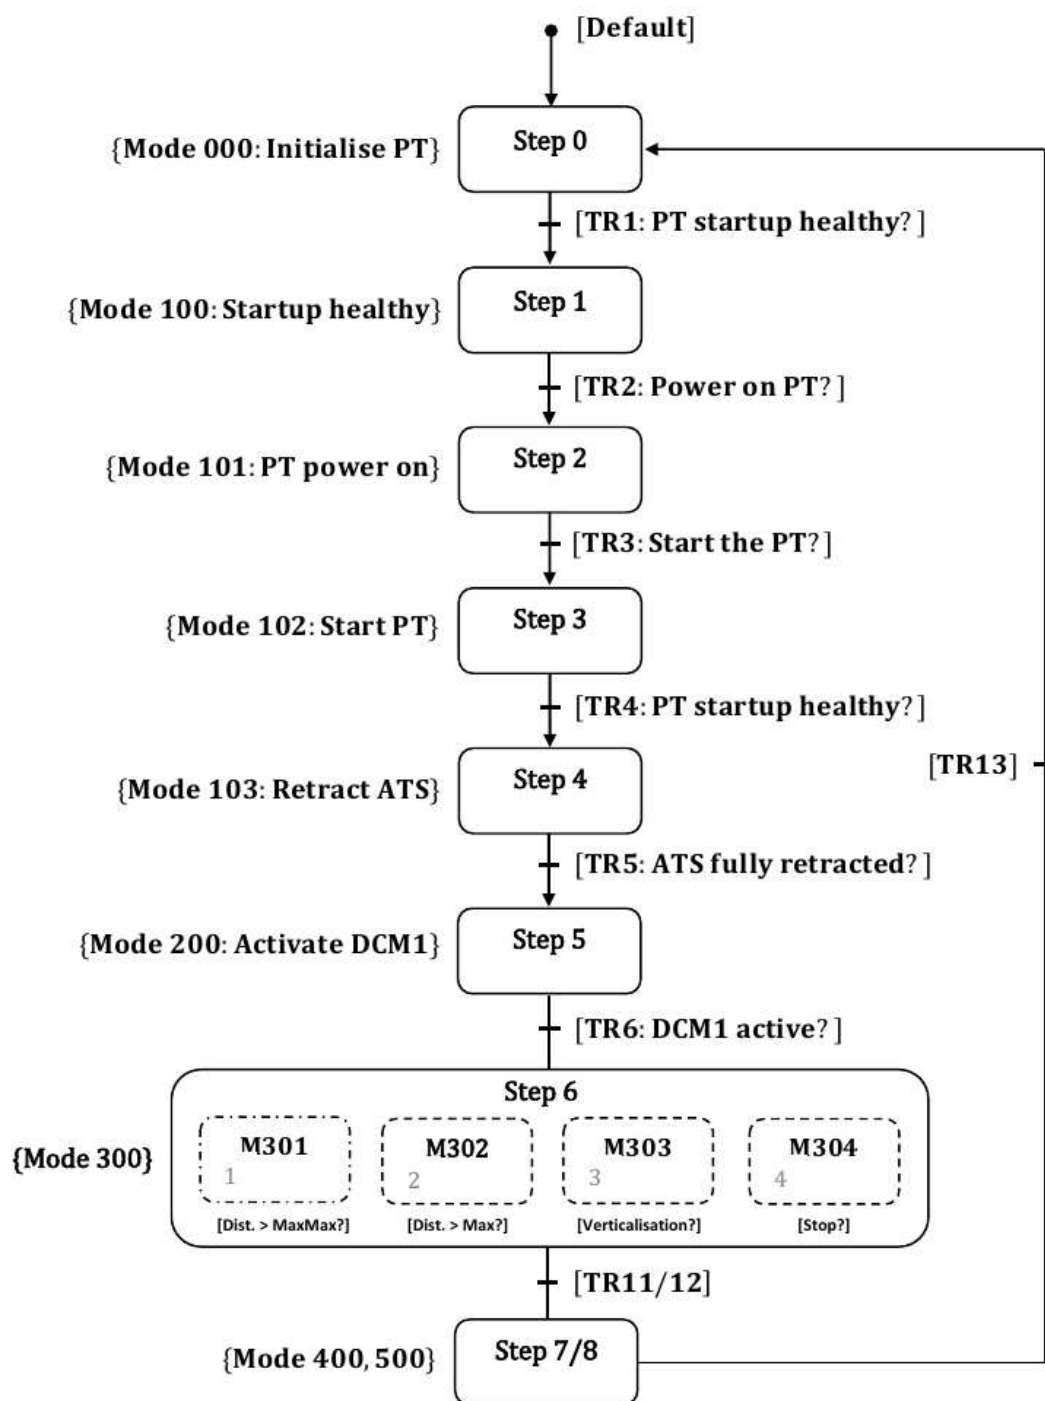 [Default]
Step 0
{Mode 000: Initialise PT}
[TR1: PT startup healthy? ]
Step 1
{Mode 100: Startup healthy}
[TR2: Power on PT? ]
Step 2
{Mode 101: PT power on}
[TR3: Start the PT? ]
Step 3
{Mode 102: Start PT}
[TR4: PT startup healthy? ]
[TR13]
Step 4
{Mode 103: Retract ATS}
[TR5: ATS fully retracted? ]
Step 5
{Mode 200: Activate DCM1}
[TR6: DCM1 active? ]
Step 6
{Mode 300}
M301
1
[Dist. > MaxMax?]
M302
2
[Dist. > Max?]
M303
3
[Verticalisation?]
M304
4
[Stop?]
[TR11/12]
Step 7/8
{Mode 400, 500}